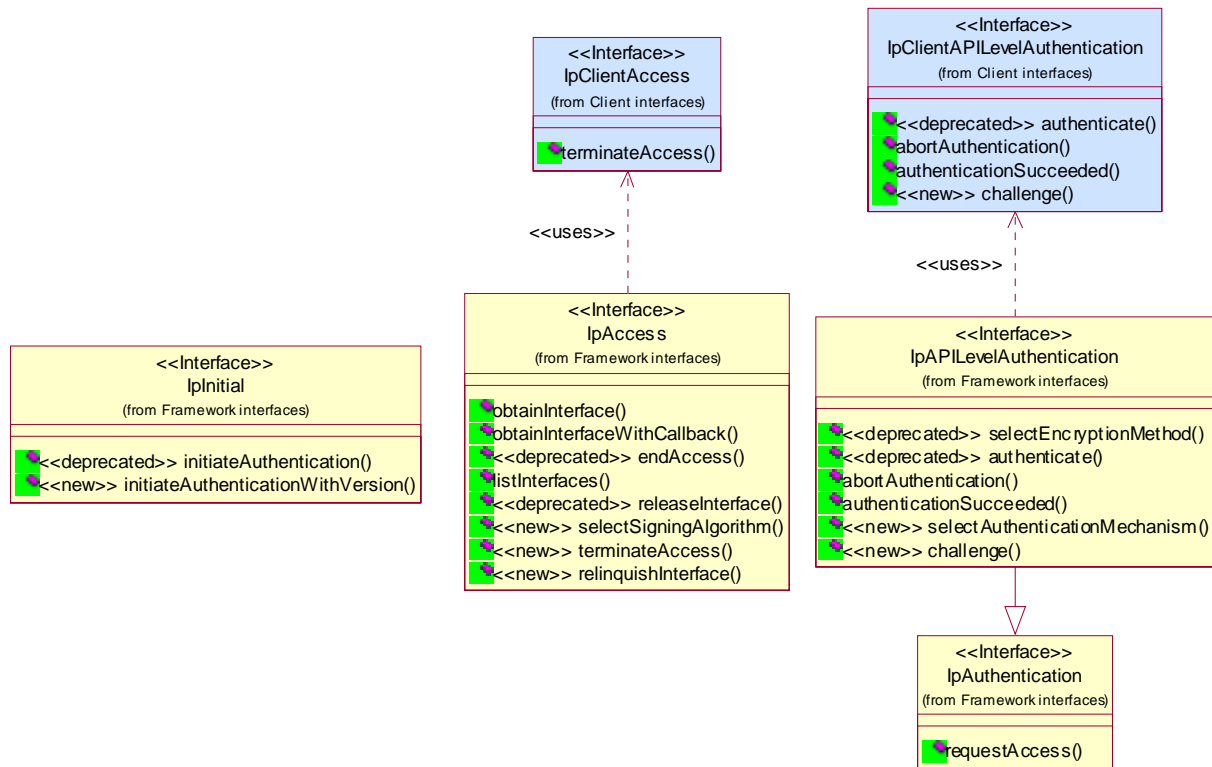 <<Interface>>
IpClientAccess
(from Client interfaces)
terminateAccess()
<<Interface>>
IpClientAPILevelAuthentication
(from Client interfaces)
<<deprecated>> authenticate()
abortAuthentication()
authenticationSucceeded()
<<new>> challenge()
<<uses>>
<<uses>>
<<Interface>>
IpInitial
(from Framework interfaces)
<<deprecated>> initiateAuthentication()
<<new>> initiateAuthenticationWithVersion()
<<Interface>>
IpAccess
(from Framework interfaces)
obtainInterface()
obtainInterfaceWithCallback()
<<deprecated>> endAccess()
listInterfaces()
<<deprecated>> releaseInterface()
<<new>> selectSigningAlgorithm()
<<new>> terminateAccess()
<<new>> relinquishInterface()
<<Interface>>
IpAPILevelAuthentication
(from Framework interfaces)
<<deprecated>> selectEncryptionMethod()
<<deprecated>> authenticate()
abortAuthentication()
authenticationSucceeded()
<<new>> selectAuthenticationMechanism()
<<new>> challenge()
<<Interface>>
IpAuthentication
(from Framework interfaces)
requestAccess()